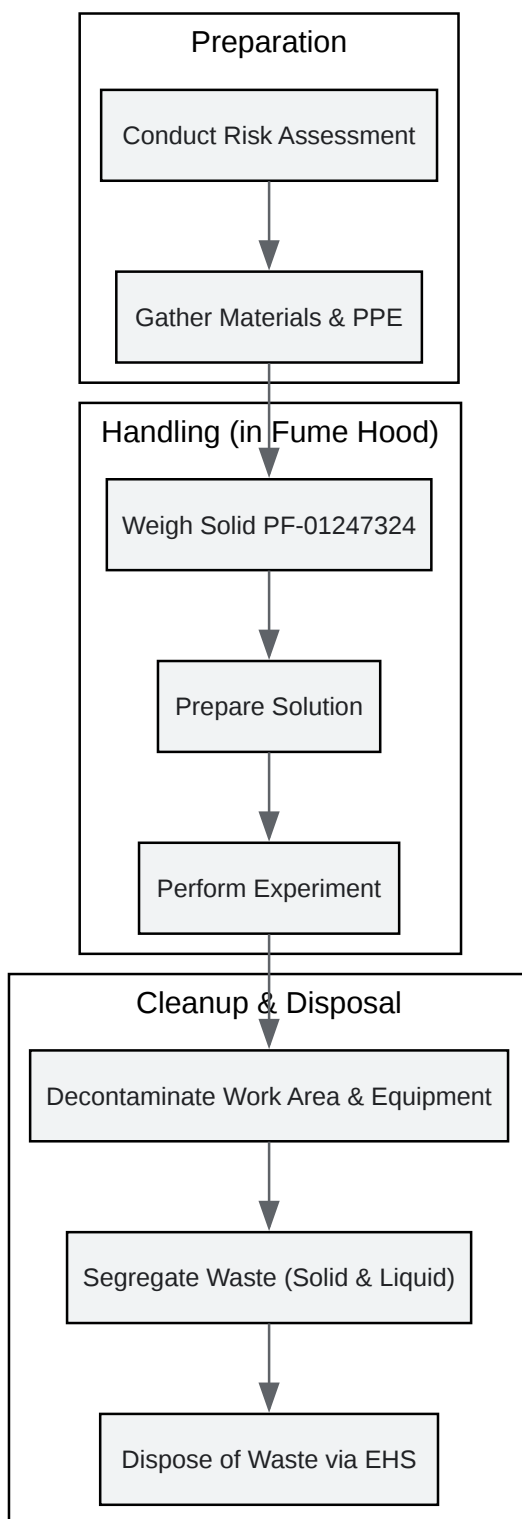 Preparation
Conduct Risk Assessment
Gather Materials & PPE
Handling (in Fume Hood)
Weigh Solid PF-01247324
Prepare Solution
Perform Experiment
Cleanup & Disposal
Decontaminate Work Area & Equipment
Segregate Waste (Solid & Liquid)
Dispose of Waste via EHS